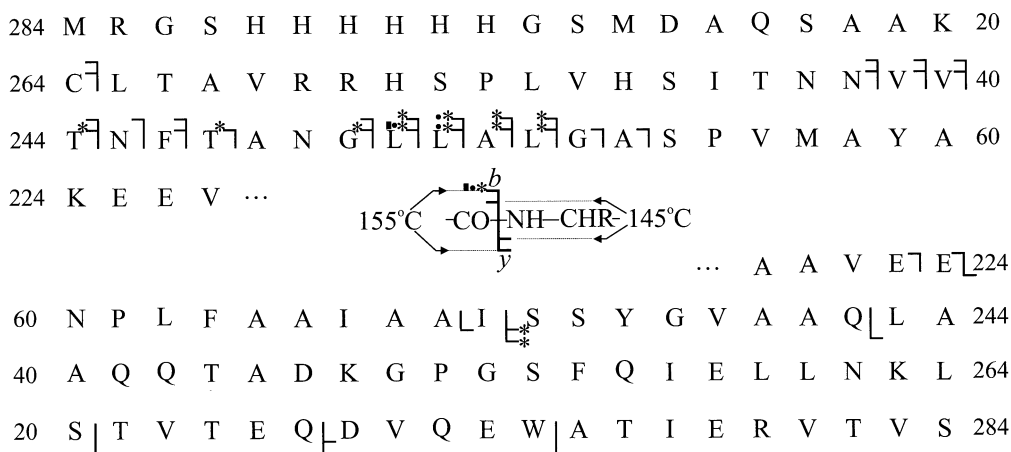 284 M R G S H H H H H H G S M D A Q S A A K 20
264 C L T A V R R H S P L V H S I T N N V V 40
244 T* N F T* A N G* L* L* A* L* G A S P V M A Y A 60
224 K E E V ...
b
155°C CO NH CHR 145°C
y
... A A V E E 224
60 N P L F A A I A A I S S Y G V A A Q L A 244
40 A Q Q T A D K G P G S F Q I E L L N K L 264
20 S T V T E Q D V Q E W A T I E R V T V S 284